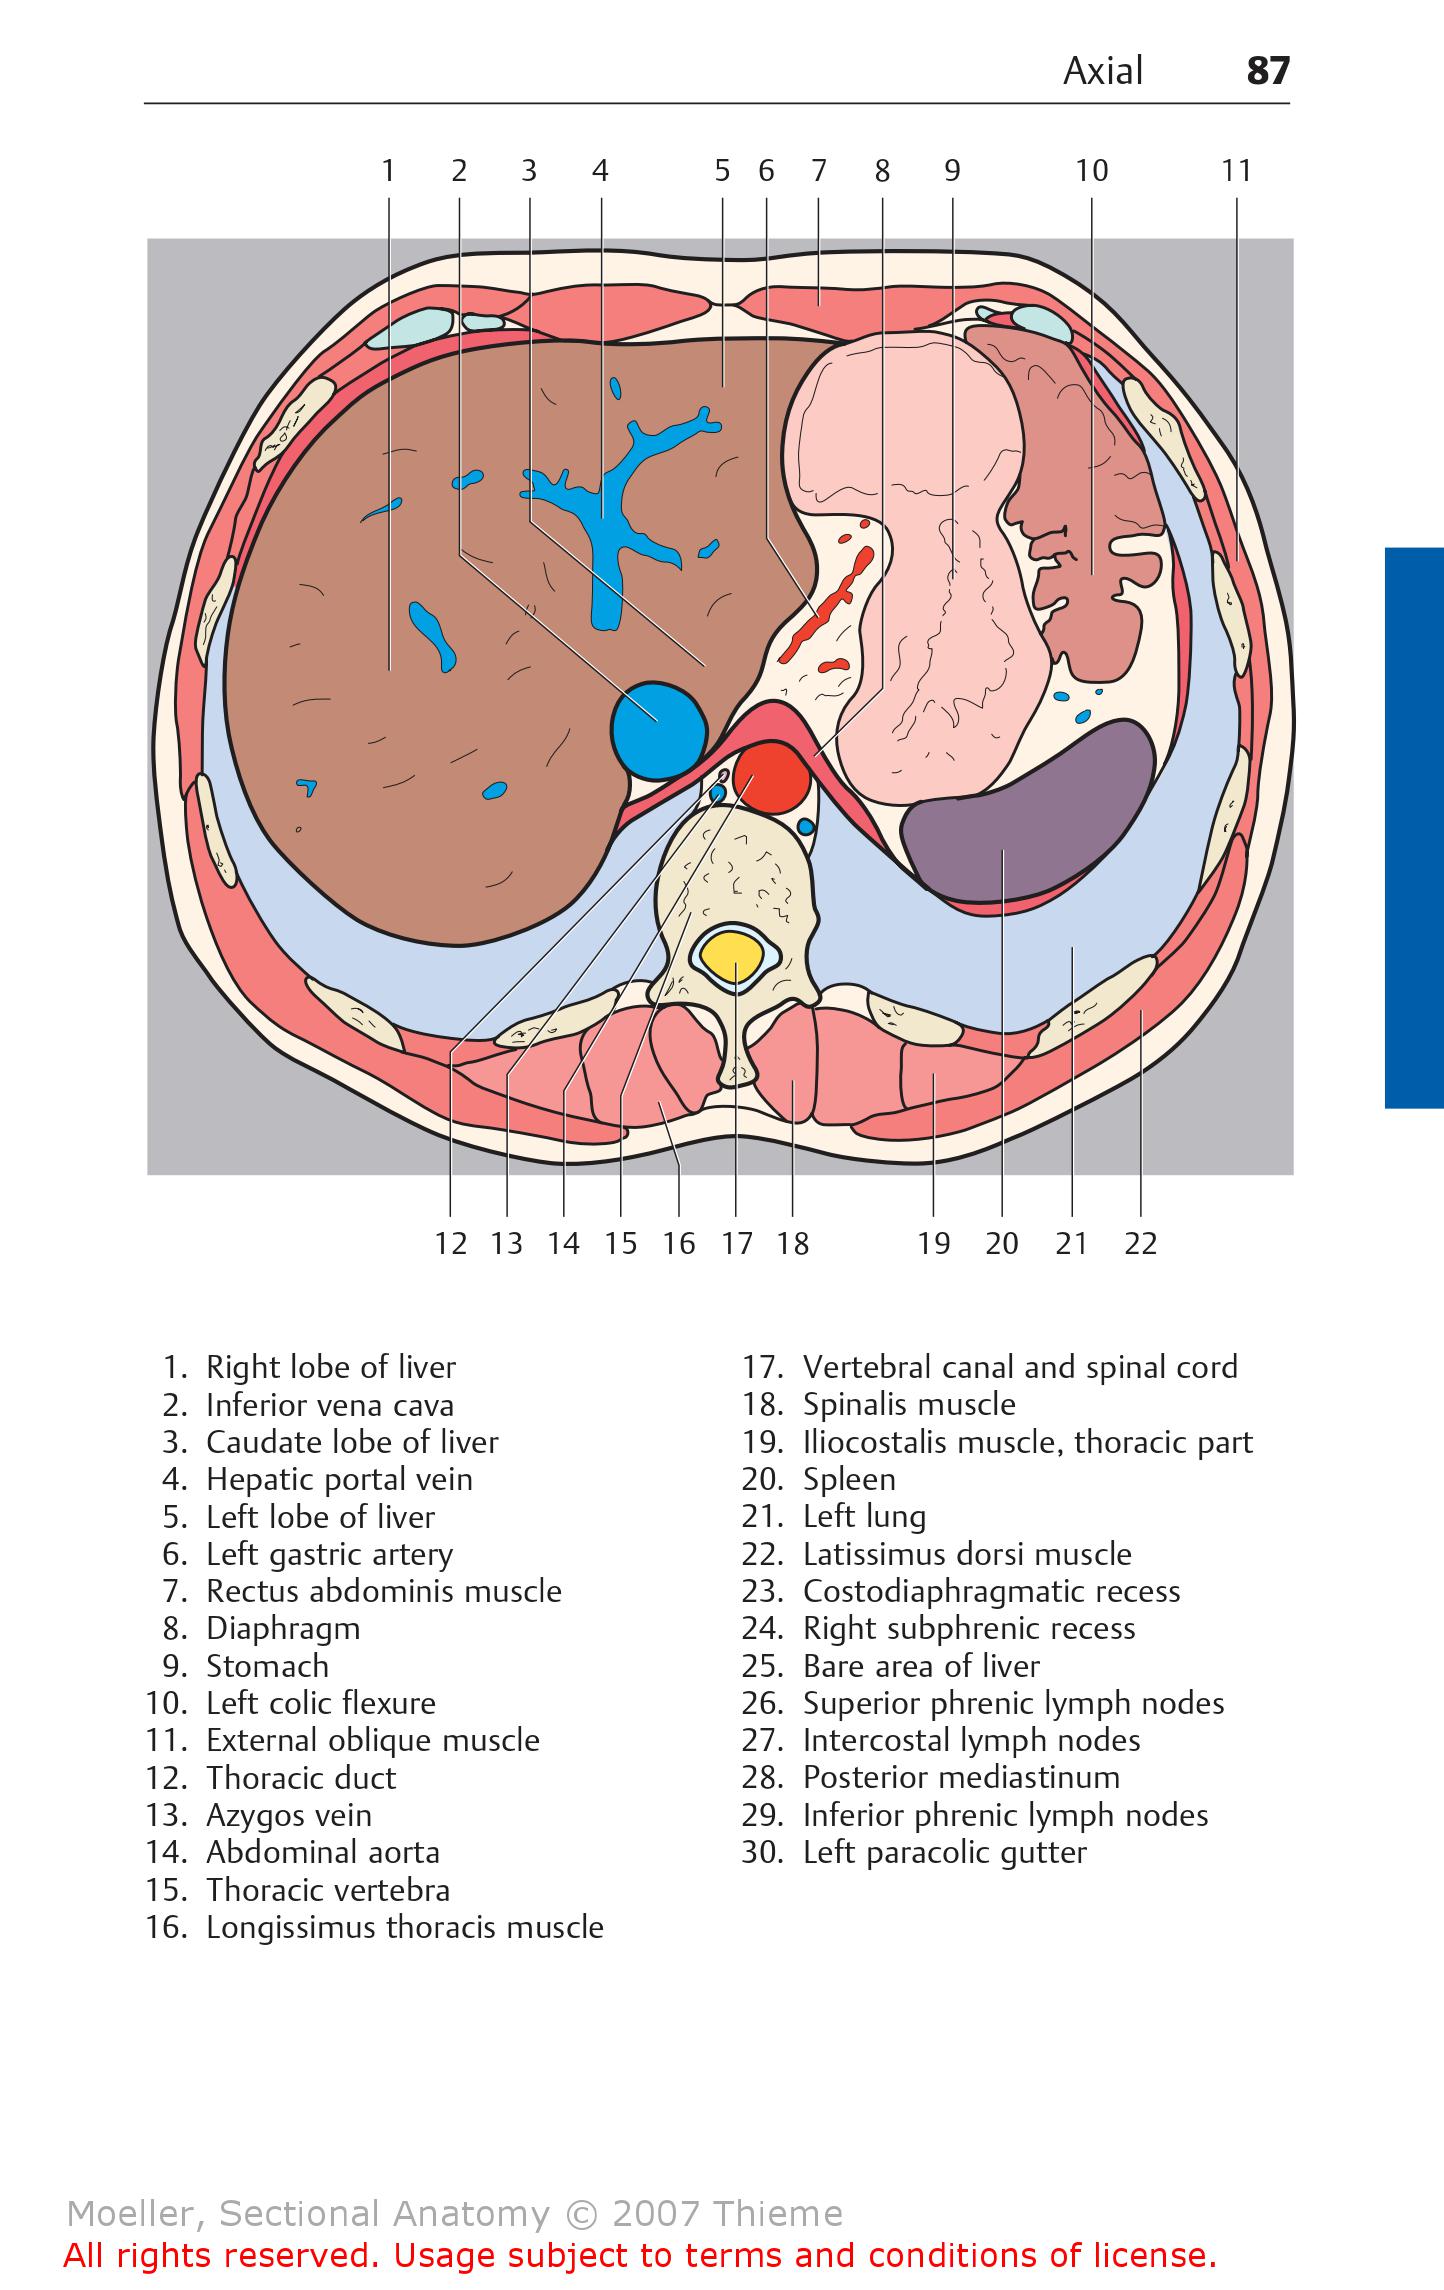 Axial 87
1 2 3 4 5 6 7 8 9 10 11
12 13 14 15 16 17 18 19 20 21 22
1. Right lobe of liver
2. Inferior vena cava
3. Caudate lobe of liver
4. Hepatic portal vein
5. Left lobe of liver
6. Left gastric artery
7. Rectus abdominis muscle
8. Diaphragm
9. Stomach
10. Left colic flexure
11. External oblique muscle
12. Thoracic duct
13. Azygos vein
14. Abdominal aorta
15. Thoracic vertebra
16. Longissimus thoracis muscle
17. Vertebral canal and spinal cord
18. Spinalis muscle
19. Iliocostalis muscle, thoracic part
20. Spleen
21. Left lung
22. Latissimus dorsi muscle
23. Costodiaphragmatic recess
24. Right subphrenic recess
25. Bare area of liver
26. Superior phrenic lymph nodes
27. Intercostal lymph nodes
28. Posterior mediastinum
29. Inferior phrenic lymph nodes
30. Left paracolic gutter
Moeller, Sectional Anatomy © 2007 Thieme
All rights reserved. Usage subject to terms and conditions of license.